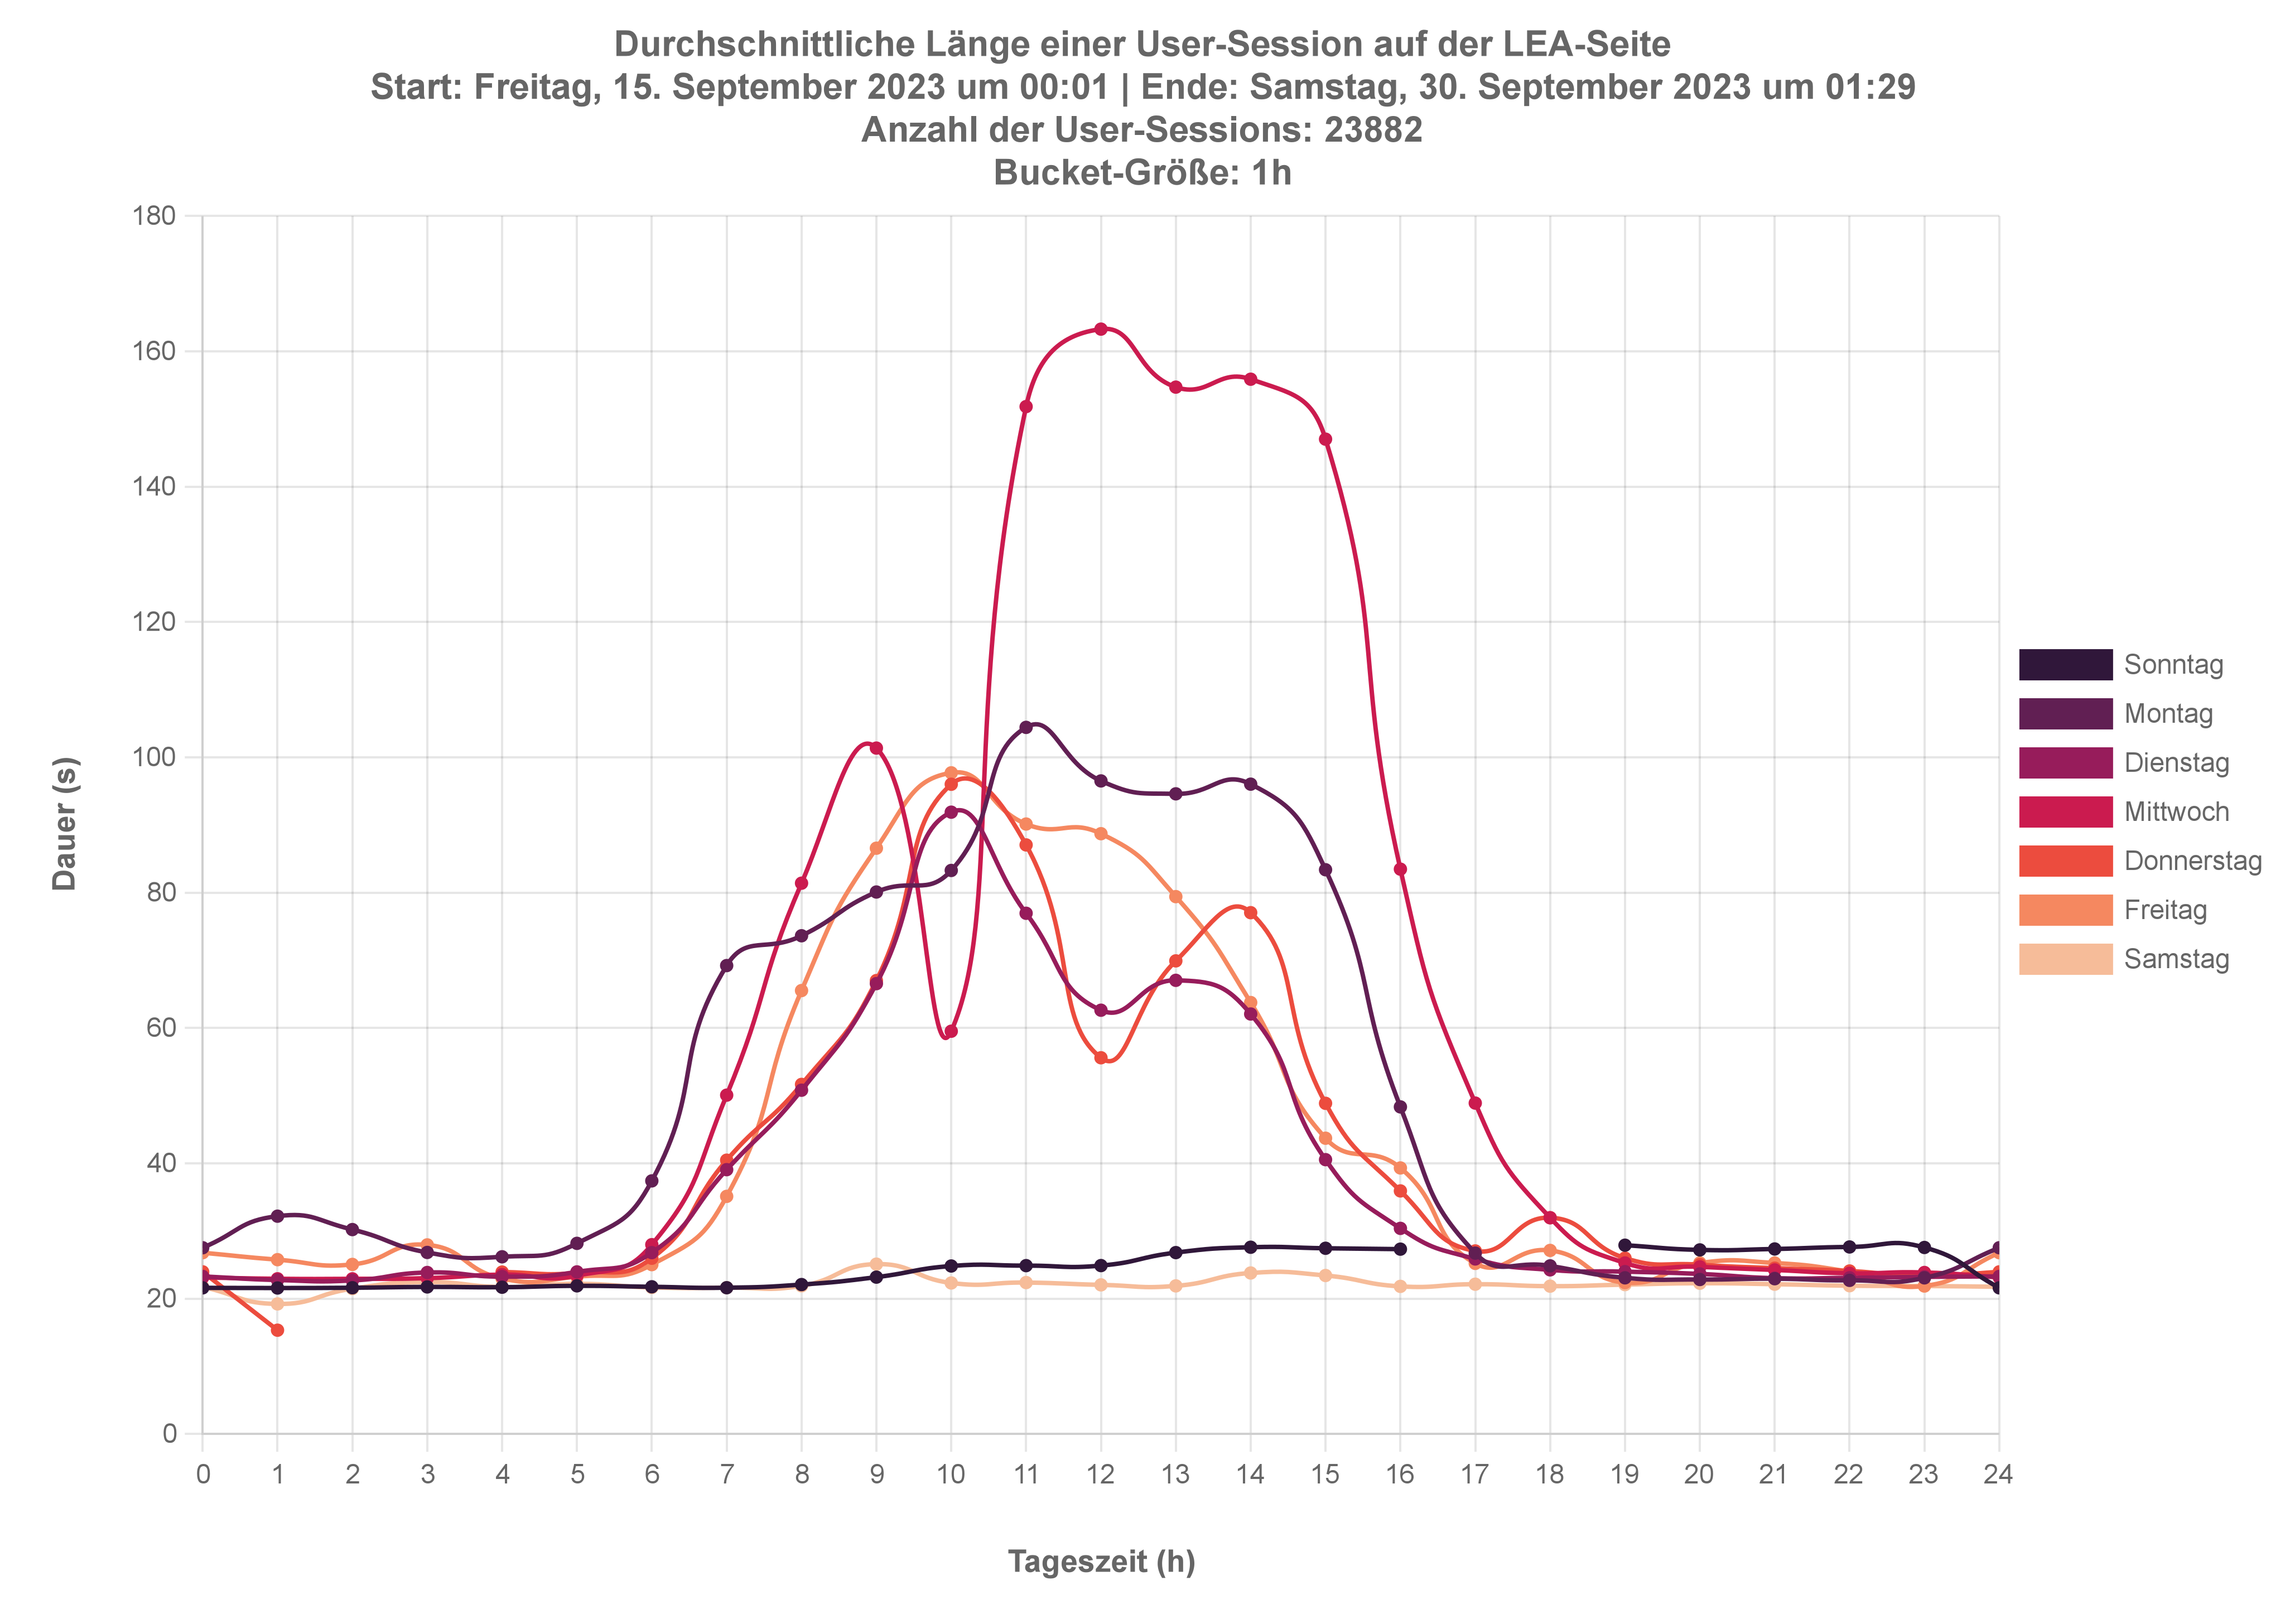 Durchschnittliche Länge einer User-Session auf der LEA-Seite
Start: Freitag, 15. September 2023 um 00:01 | Ende: Samstag, 30. September 2023 um 01:29
Anzahl der User-Sessions: 23882
Bucket-Größe: 1h
180
160
140
120
100
80
60
40
20
0
Dauer (s)
0 1 2 3 4 5 6 7 8 9 10 11 12 13 14 15 16 17 18 19 20 21 22 23 24
Tageszeit (h)
Sonntag
Montag
Dienstag
Mittwoch
Donnerstag
Freitag
Samstag